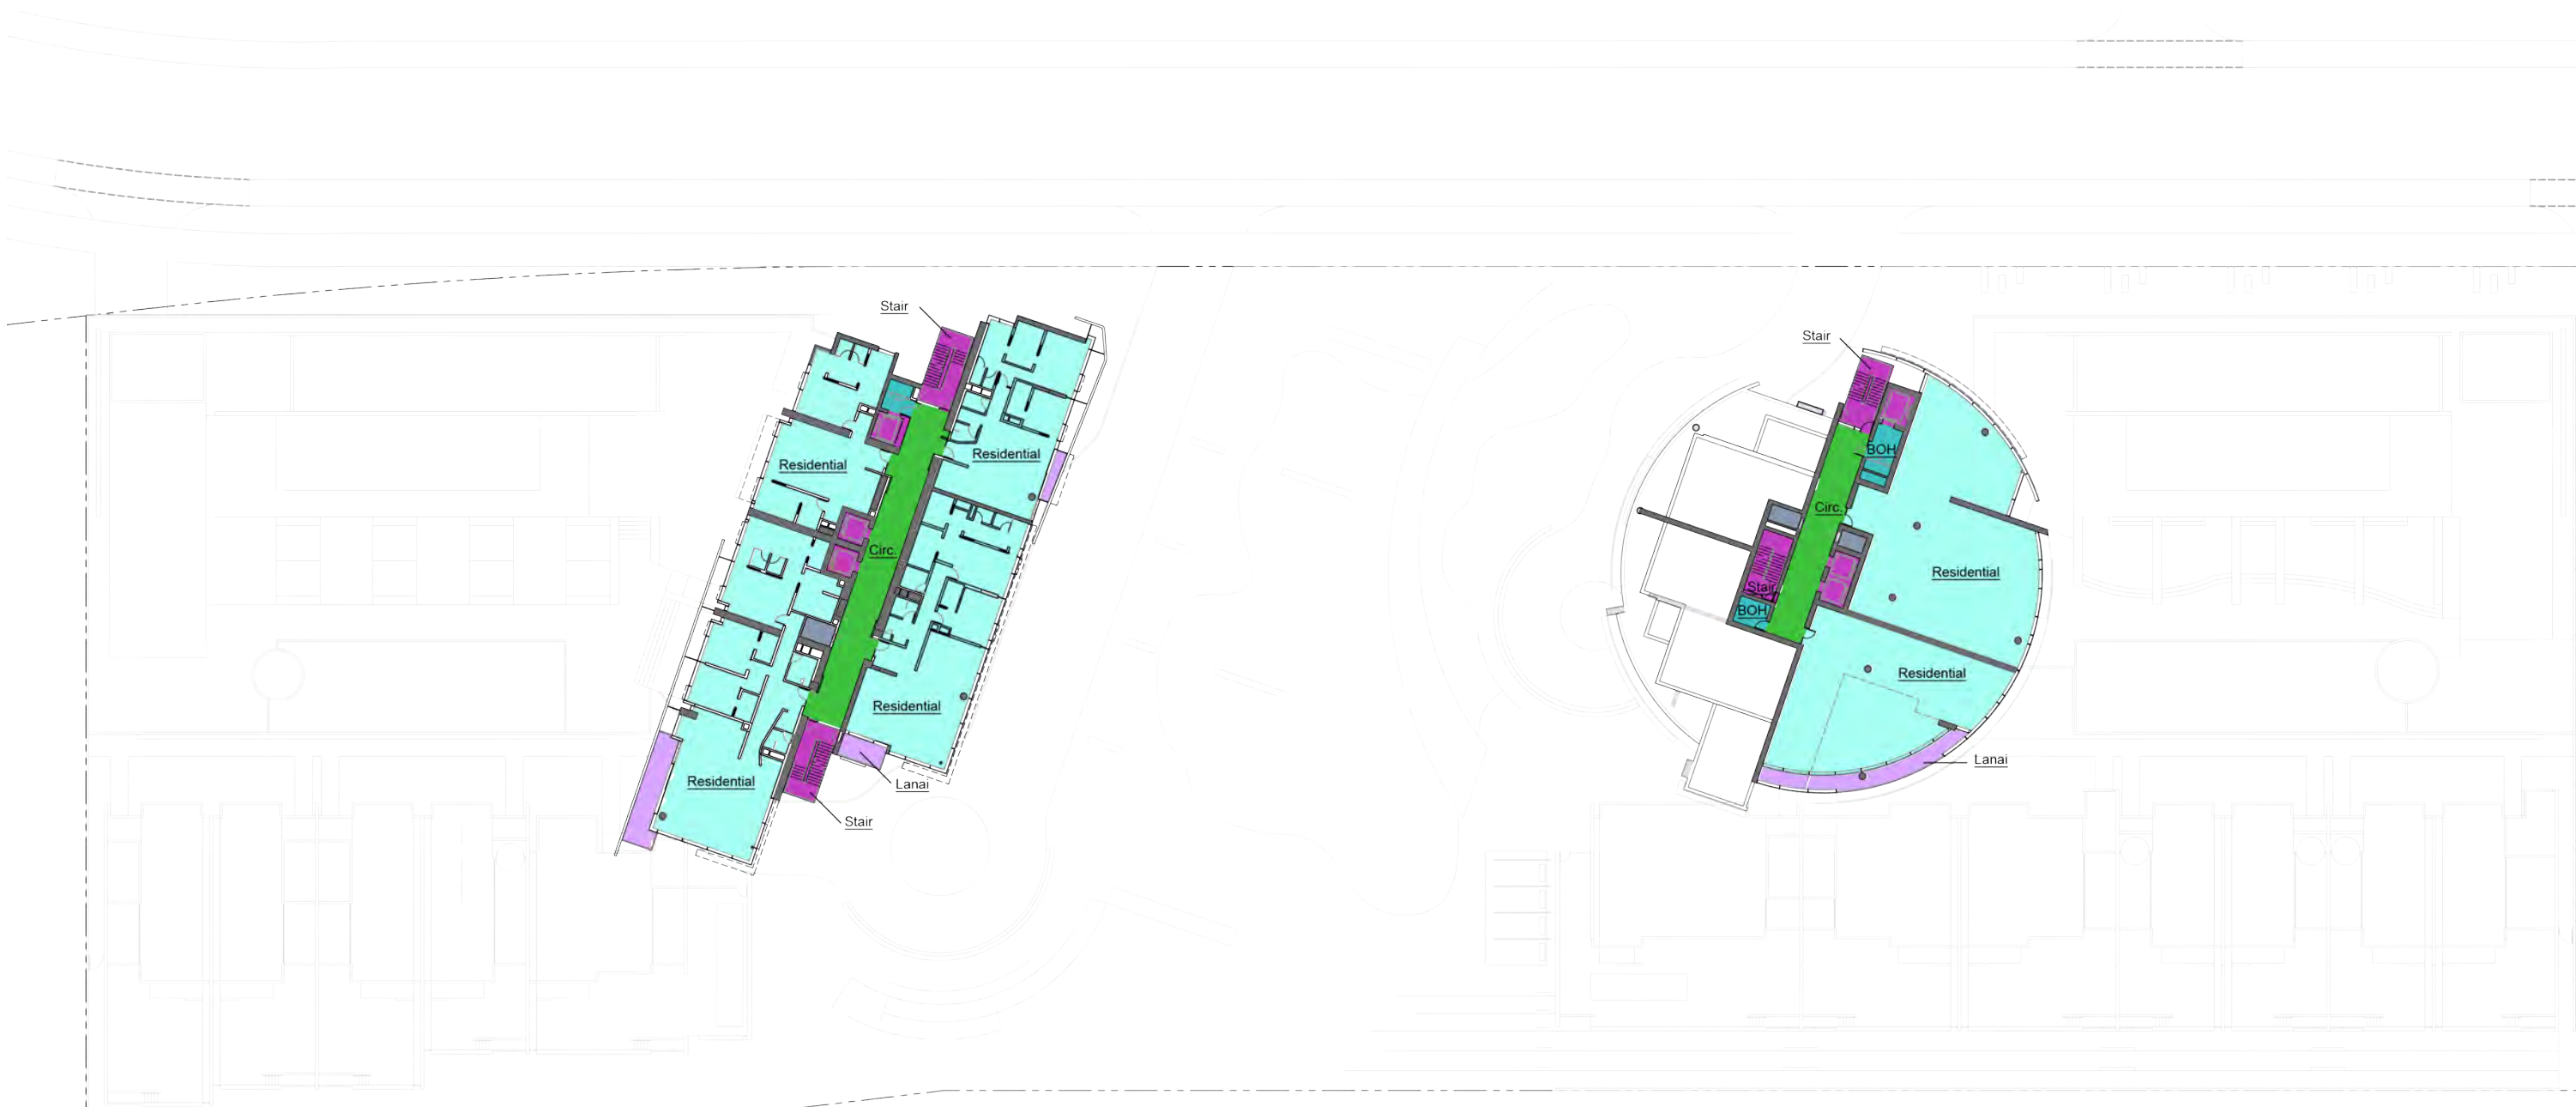 Stair
Residential
Residential
Circ.
Residential
Residential
Lanai
Stair
Stair
BOH
Circ.
Residential
Stair
BOH
Residential
Lanai